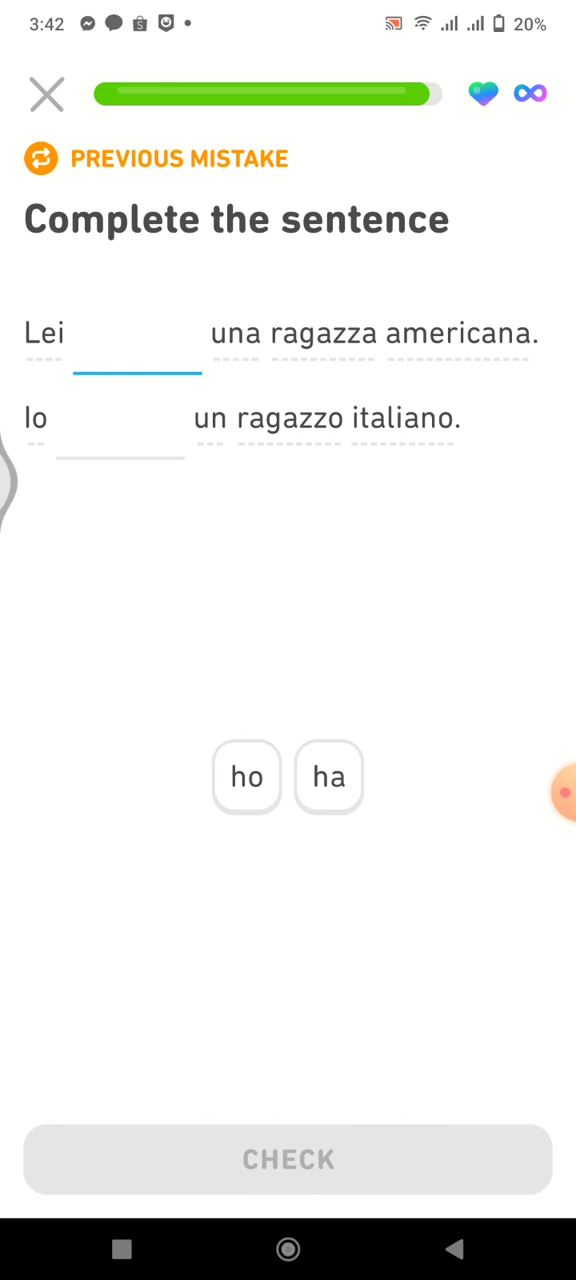 3:42 20%
PREVIOUS MISTAKE
Complete the sentence
Lei una ragazza americana.
Io un ragazzo italiano.
ho ha
CHECK